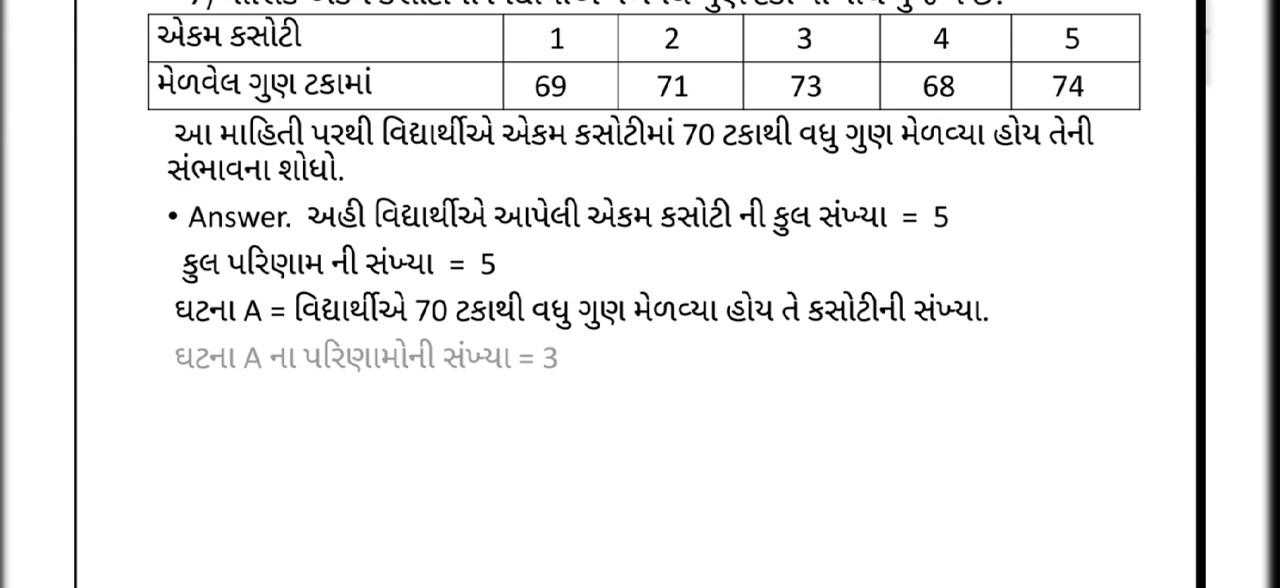 એકમ કસોટી 1 2 3 4 5
મેળવેલ ગુણ ટકામાં 69 71 73 68 74
આ માહિતી પરથી વિદ્યાર્થીએ એકમ કસોટીમાં 70 ટકાથી વધુ ગુણ મેળવ્યા હોય તેની
સંભાવના શોધો.
• Answer. અહી વિદ્યાર્થીએ આપેલી એકમ કસોટી ની કુલ સંખ્યા = 5
કુલ પરિણામ ની સંખ્યા = 5
ઘટના A = વિદ્યાર્થીએ 70 ટકાથી વધુ ગુણ મેળવ્યા હોય તે કસોટીની સંખ્યા.
ઘટના A ના પરિણામોની સંખ્યા = 3